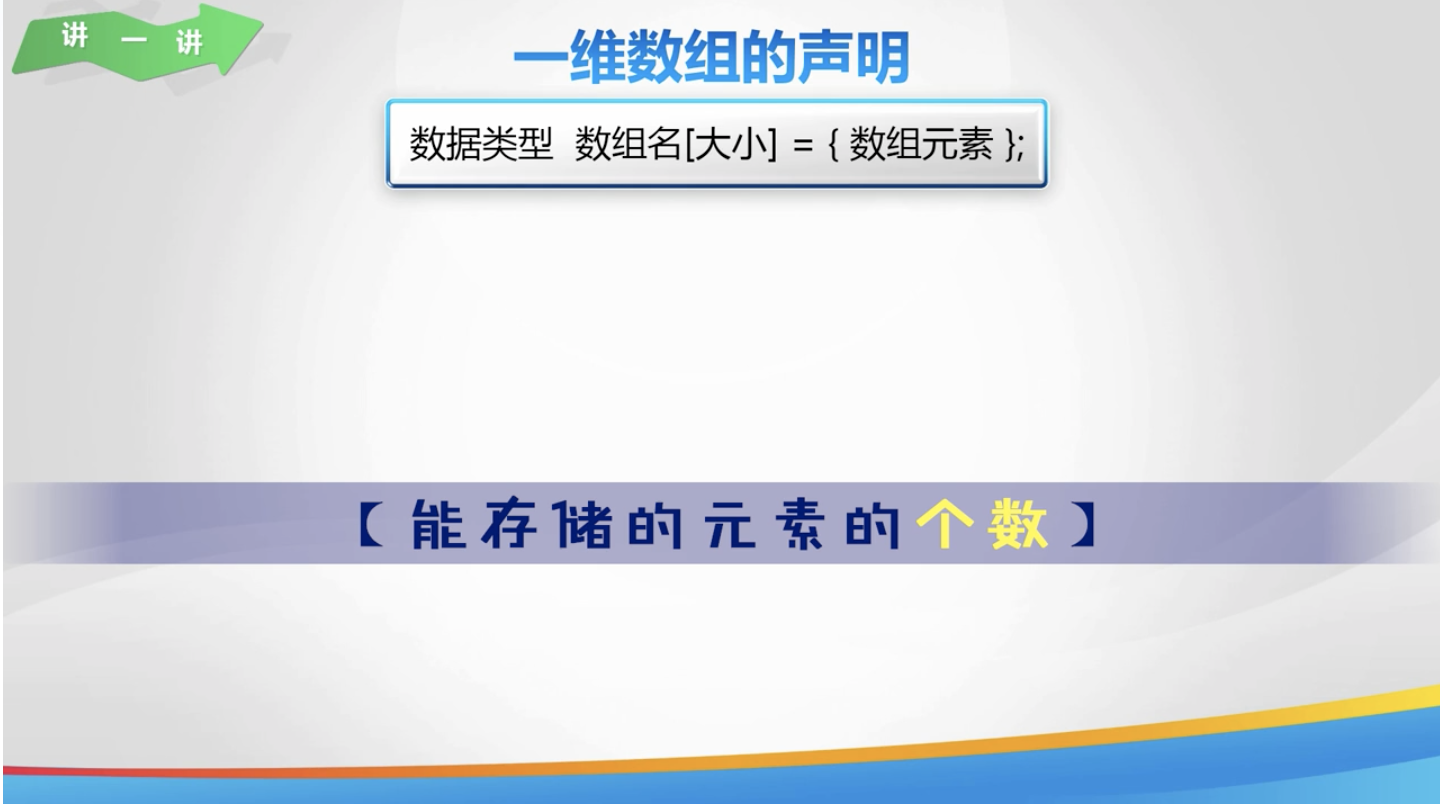 讲一讲
一维数组的声明
数据类型 数组名[大小] = { 数组元素 };
【能存储的元素的个数】